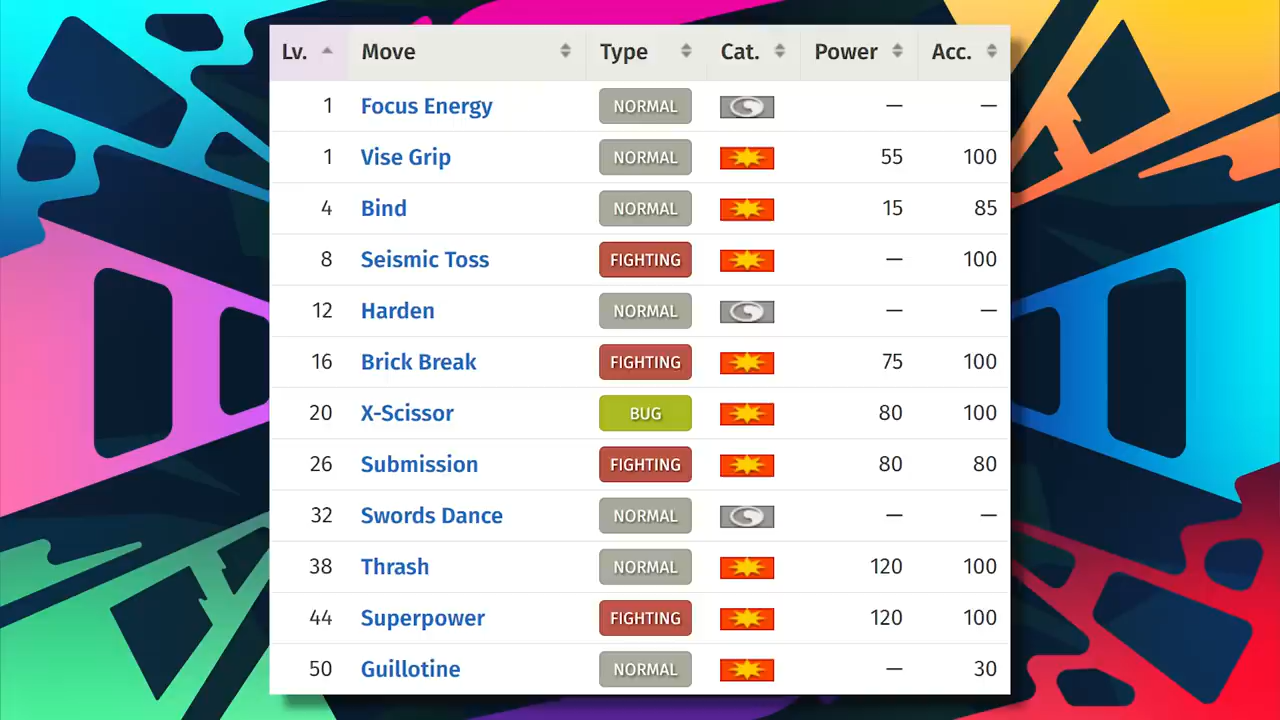 Lv. Move Type Cat. Power Acc.
1 Focus Energy NORMAL — —
1 Vise Grip NORMAL 55 100
4 Bind NORMAL 15 85
8 Seismic Toss FIGHTING — 100
12 Harden NORMAL — —
16 Brick Break FIGHTING 75 100
20 X-Scissor BUG 80 100
26 Submission FIGHTING 80 80
32 Swords Dance NORMAL — —
38 Thrash NORMAL 120 100
44 Superpower FIGHTING 120 100
50 Guillotine NORMAL — 30